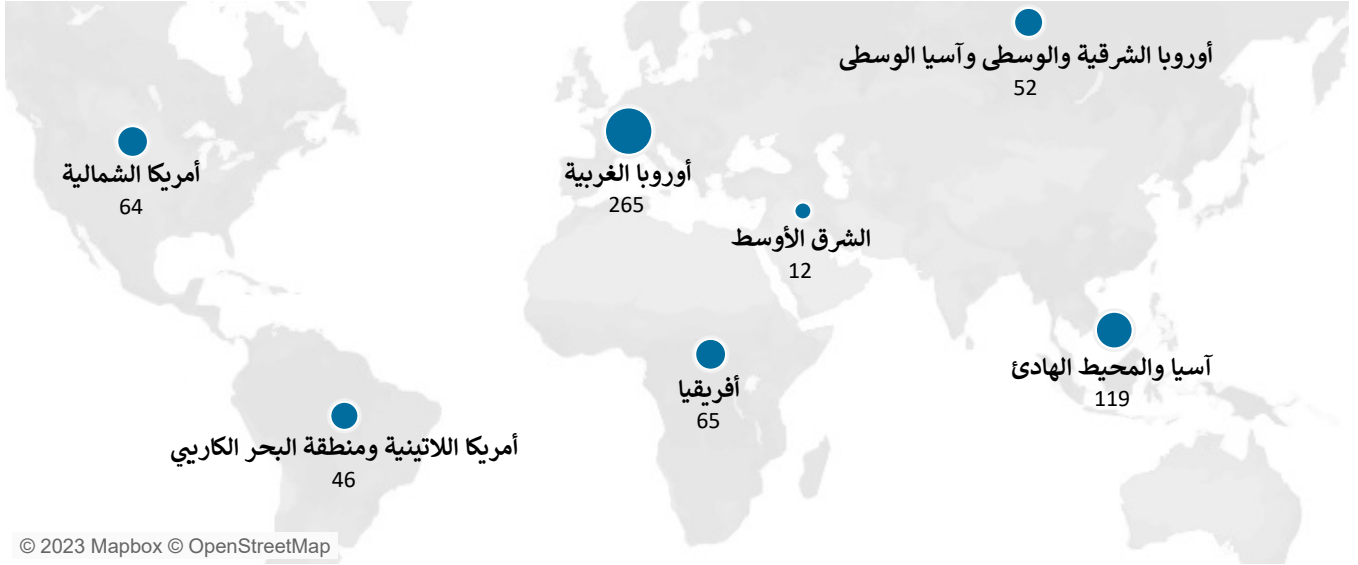 أوروبا الشرقية والوسطى وآسيا الوسطى
52
أمريكا الشمالية
64
أوروبا الغربية
265
الشرق الأوسط
12
آسيا والمحيط الهادئ
119
أفريقيا
65
أمريكا اللاتينية ومنطقة البحر الكاريبي
46
© 2023 Mapbox © OpenStreetMap